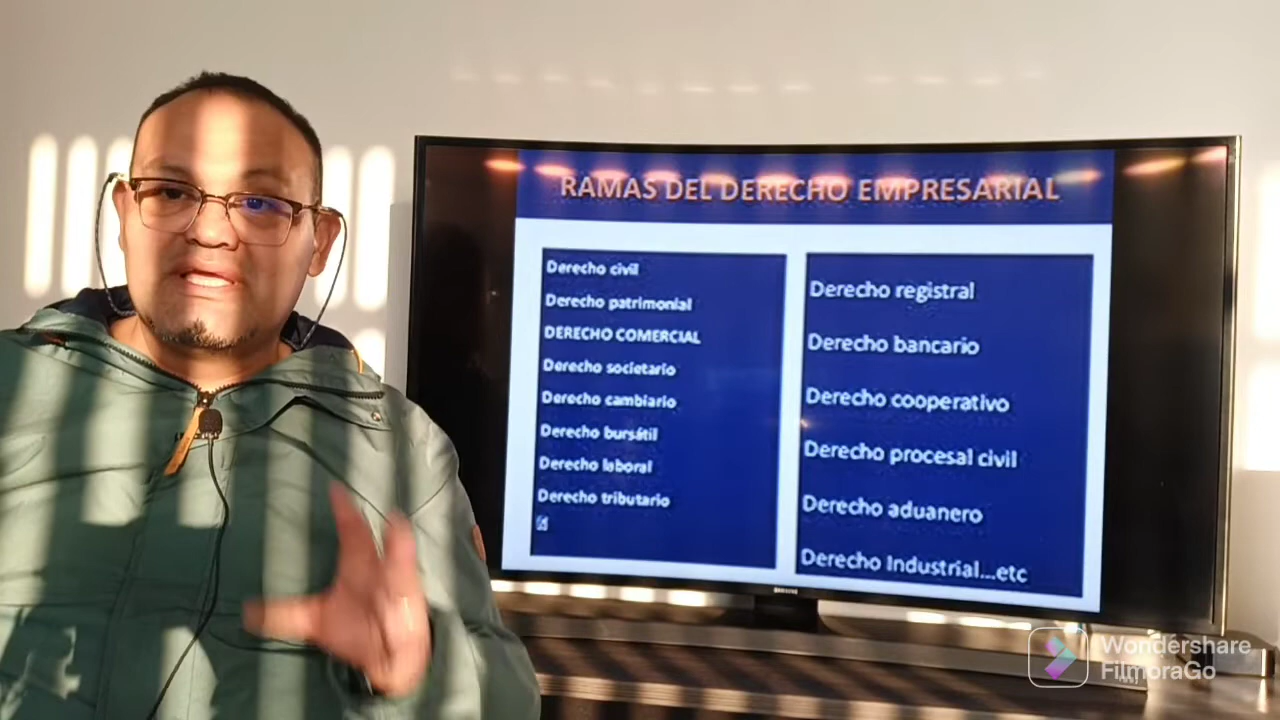 RAMAS DEL DERECHO EMPRESARIAL
Derecho civil
Derecho patrimonial
DERECHO COMERCIAL
Derecho societario
Derecho cambiario
Derecho bursátil
Derecho laboral
Derecho tributario
Derecho registral
Derecho bancario
Derecho cooperativo
Derecho procesal civil
Derecho aduanero
Derecho Industrial...etc
SAMSUNG
Wondershare
FilmoraGo